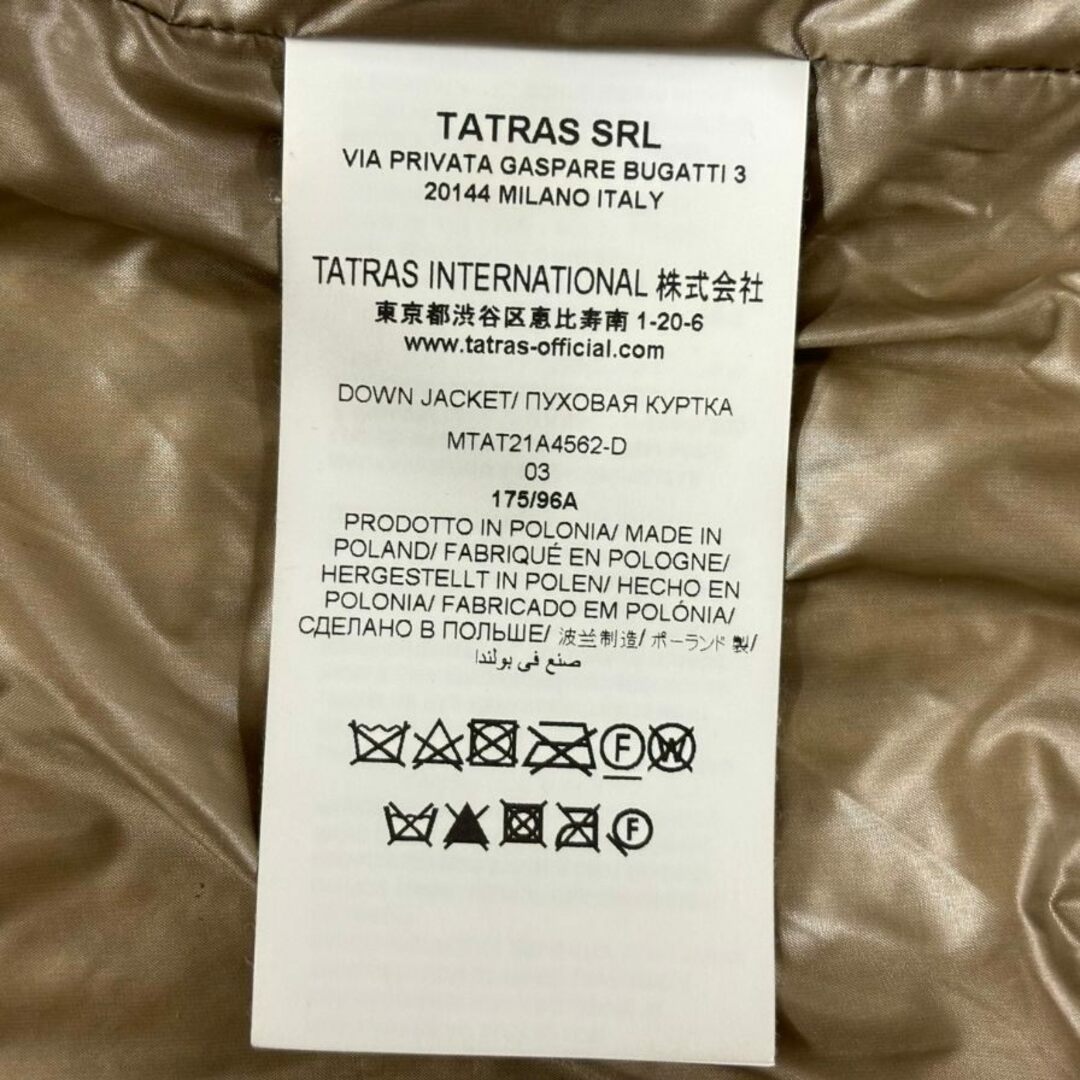 TATRAS SRL
VIA PRIVATA GASPARE BUGATTI 3
20144 MILANO ITALY
TATRAS INTERNATIONAL 株式会社
東京都渋谷区恵比寿南 1-20-6
www.tatras-official.com
DOWN JACKET/ ПУХОВАЯ КУРТКА
MTAT21A4562-D
03
175/96A
PRODOTTO IN POLONIA/ MADE IN
POLAND/ FABRIQUÉ EN POLOGNE/
HERGESTELLT IN POLEN/ HECHO EN
POLONIA/ FABRICADO EM POLÓNIA/
СДЕЛАНО В ПОЛЬШЕ/ 波兰制造/ ポーランド 製/
صنع في بولندا
F W
F